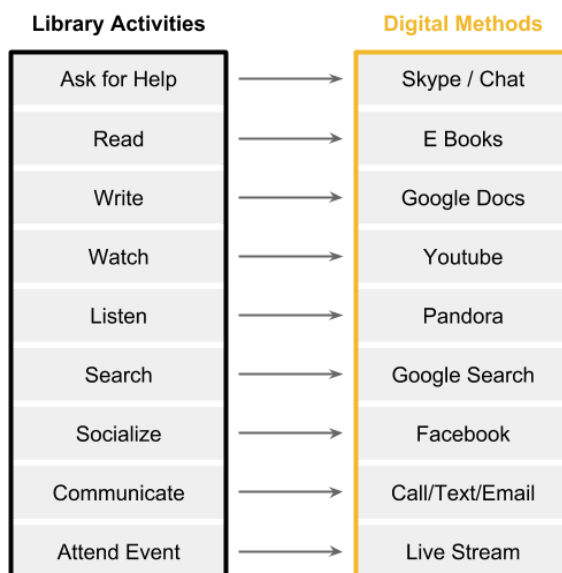 Library Activities Digital Methods
Ask for Help Skype / Chat
Read E Books
Write Google Docs
Watch Youtube
Listen Pandora
Search Google Search
Socialize Facebook
Communicate Call/Text/Email
Attend Event Live Stream